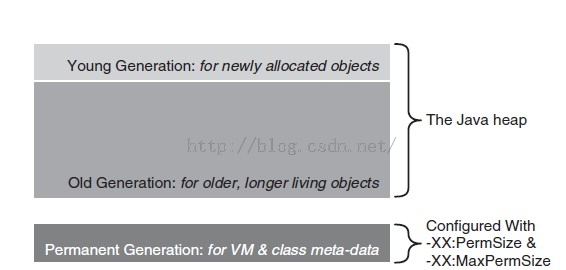 Young Generation: for newly allocated objects
The Java heap
http://blog.csdn.net/
Old Generation: for older, longer living objects
Permanent Generation: for VM & class meta-data
Configured With
-XX:PermSize &
-XX:MaxPermSize